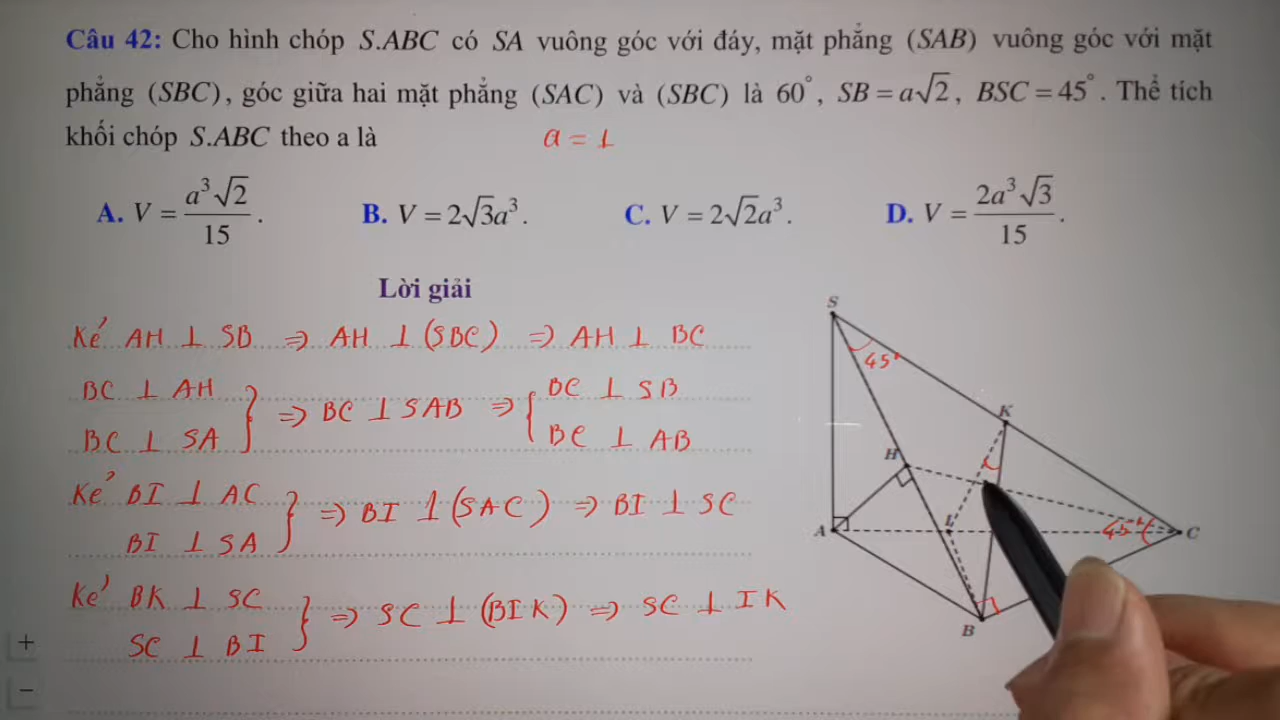 Câu 42: Cho hình chóp S.ABC có SA vuông góc với đáy, mặt phẳng (SAB) vuông góc với mặt
phẳng (SBC), góc giữa hai mặt phẳng (SAC) và (SBC) là 60°, SB = a√2, BSC = 45°. Thể tích
khối chóp S.ABC theo a là
a = 1
A. V = a³√2/15. B. V = 2√3a³. C. V = 2√2a³. D. V = 2a³√3/15.
Lời giải
Kẻ AH ⊥ SB ⇒ AH ⊥ (SBC) ⇒ AH ⊥ BC
BC ⊥ AH
BC ⊥ SA } ⇒ BC ⊥ SAB ⇒ { BC ⊥ SB
BC ⊥ AB
Kẻ BI ⊥ AC
BI ⊥ SA } ⇒ BI ⊥ (SAC) ⇒ BI ⊥ SC
Kẻ BK ⊥ SC
SC ⊥ BI } ⇒ SC ⊥ (BIK) ⇒ SC ⊥ IK
S
45°
K
H
A
45°
C
B
+
−